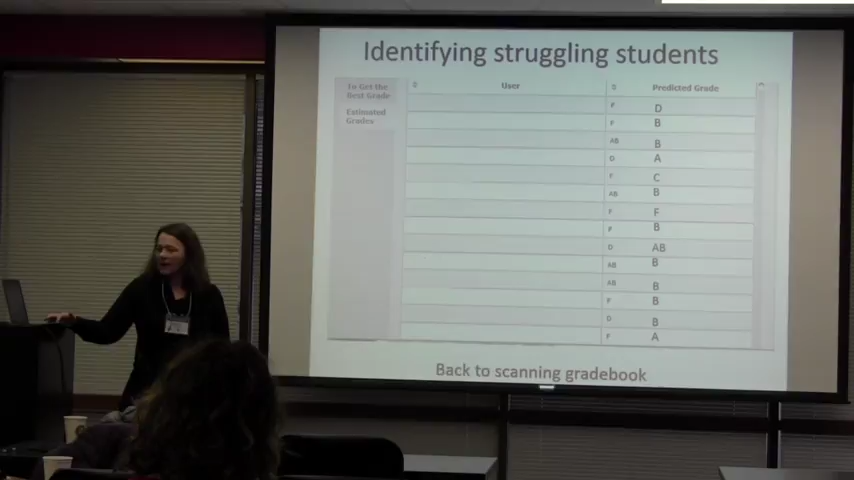 Identifying struggling students
To Get the
Best Grade
Estimated
Grades
User Predicted Grade
F D
F B
AB B
D A
F C
AB B
F F
F B
D AB
AB B
AB B
F B
D B
F A
Back to scanning gradebook